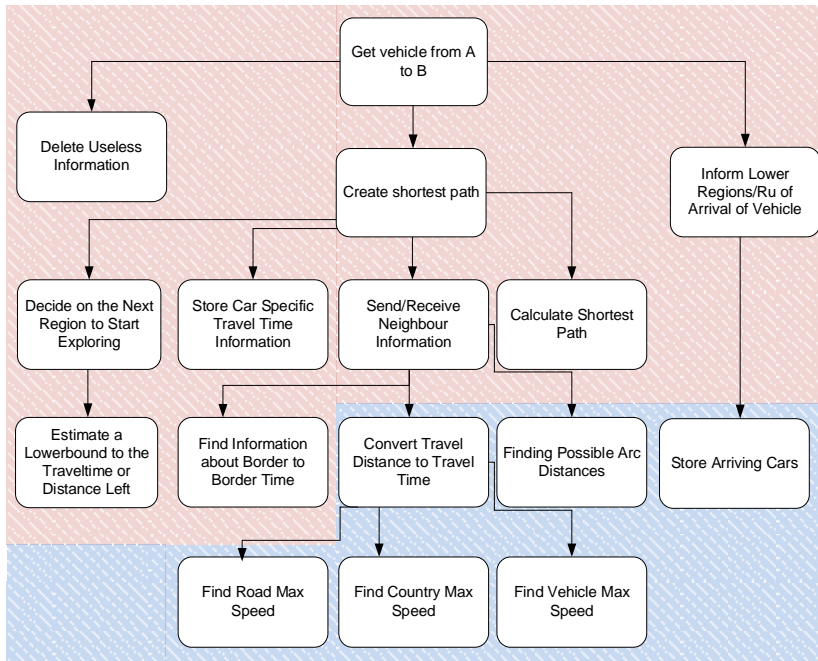 Get vehicle from A
to B
Delete Useless
Information
Create shortest path
Inform Lower
Regions/Ru of
Arrival of Vehicle
Decide on the Next
Region to Start
Exploring
Store Car Specific
Travel Time
Information
Send/Receive
Neighbour
Information
Calculate Shortest
Path
Estimate a
Lowerbound to the
Traveltime or
Distance Left
Find Information
about Border to
Border Time
Convert Travel
Distance to Travel
Time
Finding Possible Arc
Distances
Store Arriving Cars
Find Road Max
Speed
Find Country Max
Speed
Find Vehicle Max
Speed